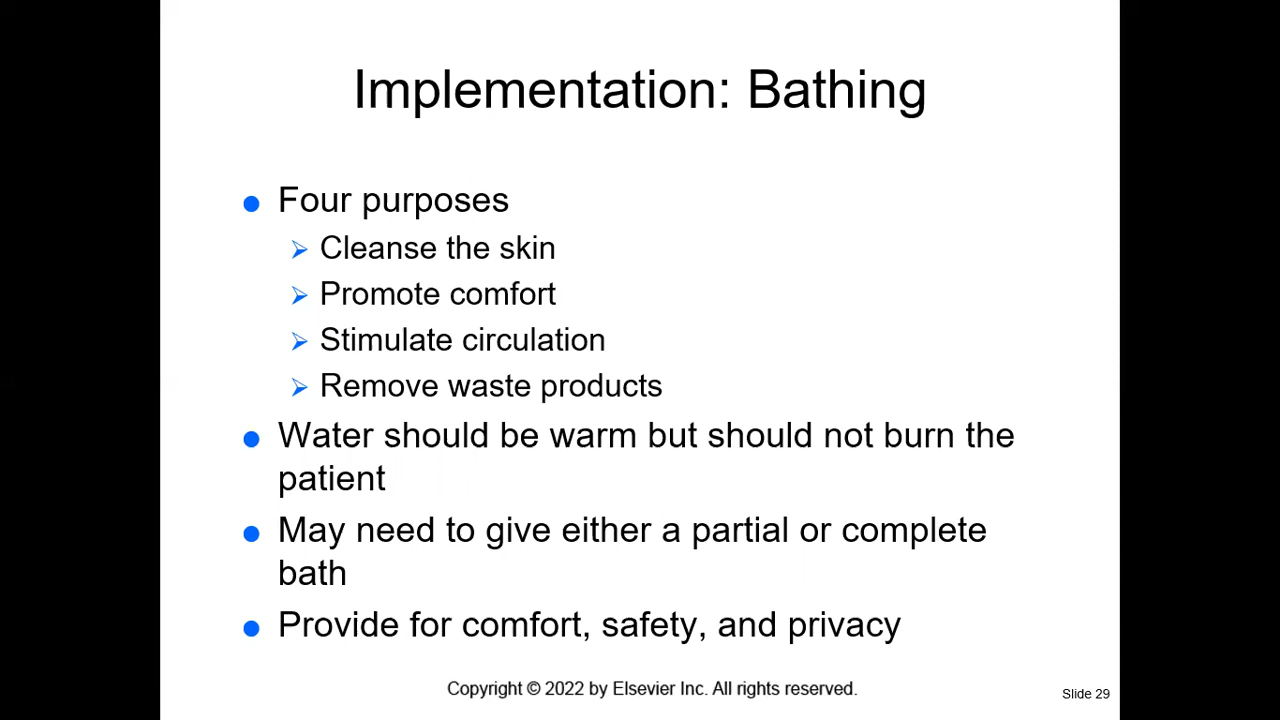 Implementation: Bathing
Four purposes
Cleanse the skin
Promote comfort
Stimulate circulation
Remove waste products
Water should be warm but should not burn the
patient
May need to give either a partial or complete
bath
Provide for comfort, safety, and privacy
Copyright © 2022 by Elsevier Inc. All rights reserved.
Slide 29